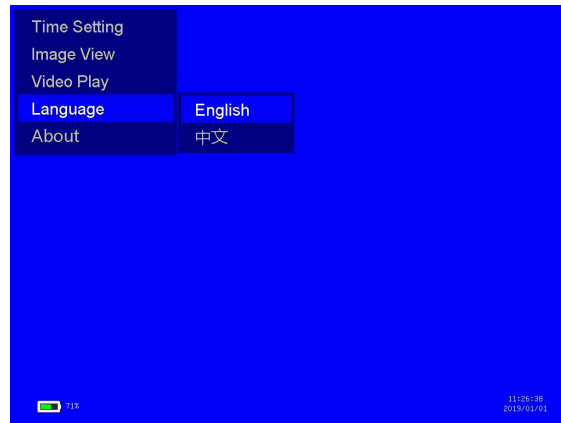 Time Setting
Image View
Video Play
Language
English
About
中文
71%
11:26:38
2019/01/01